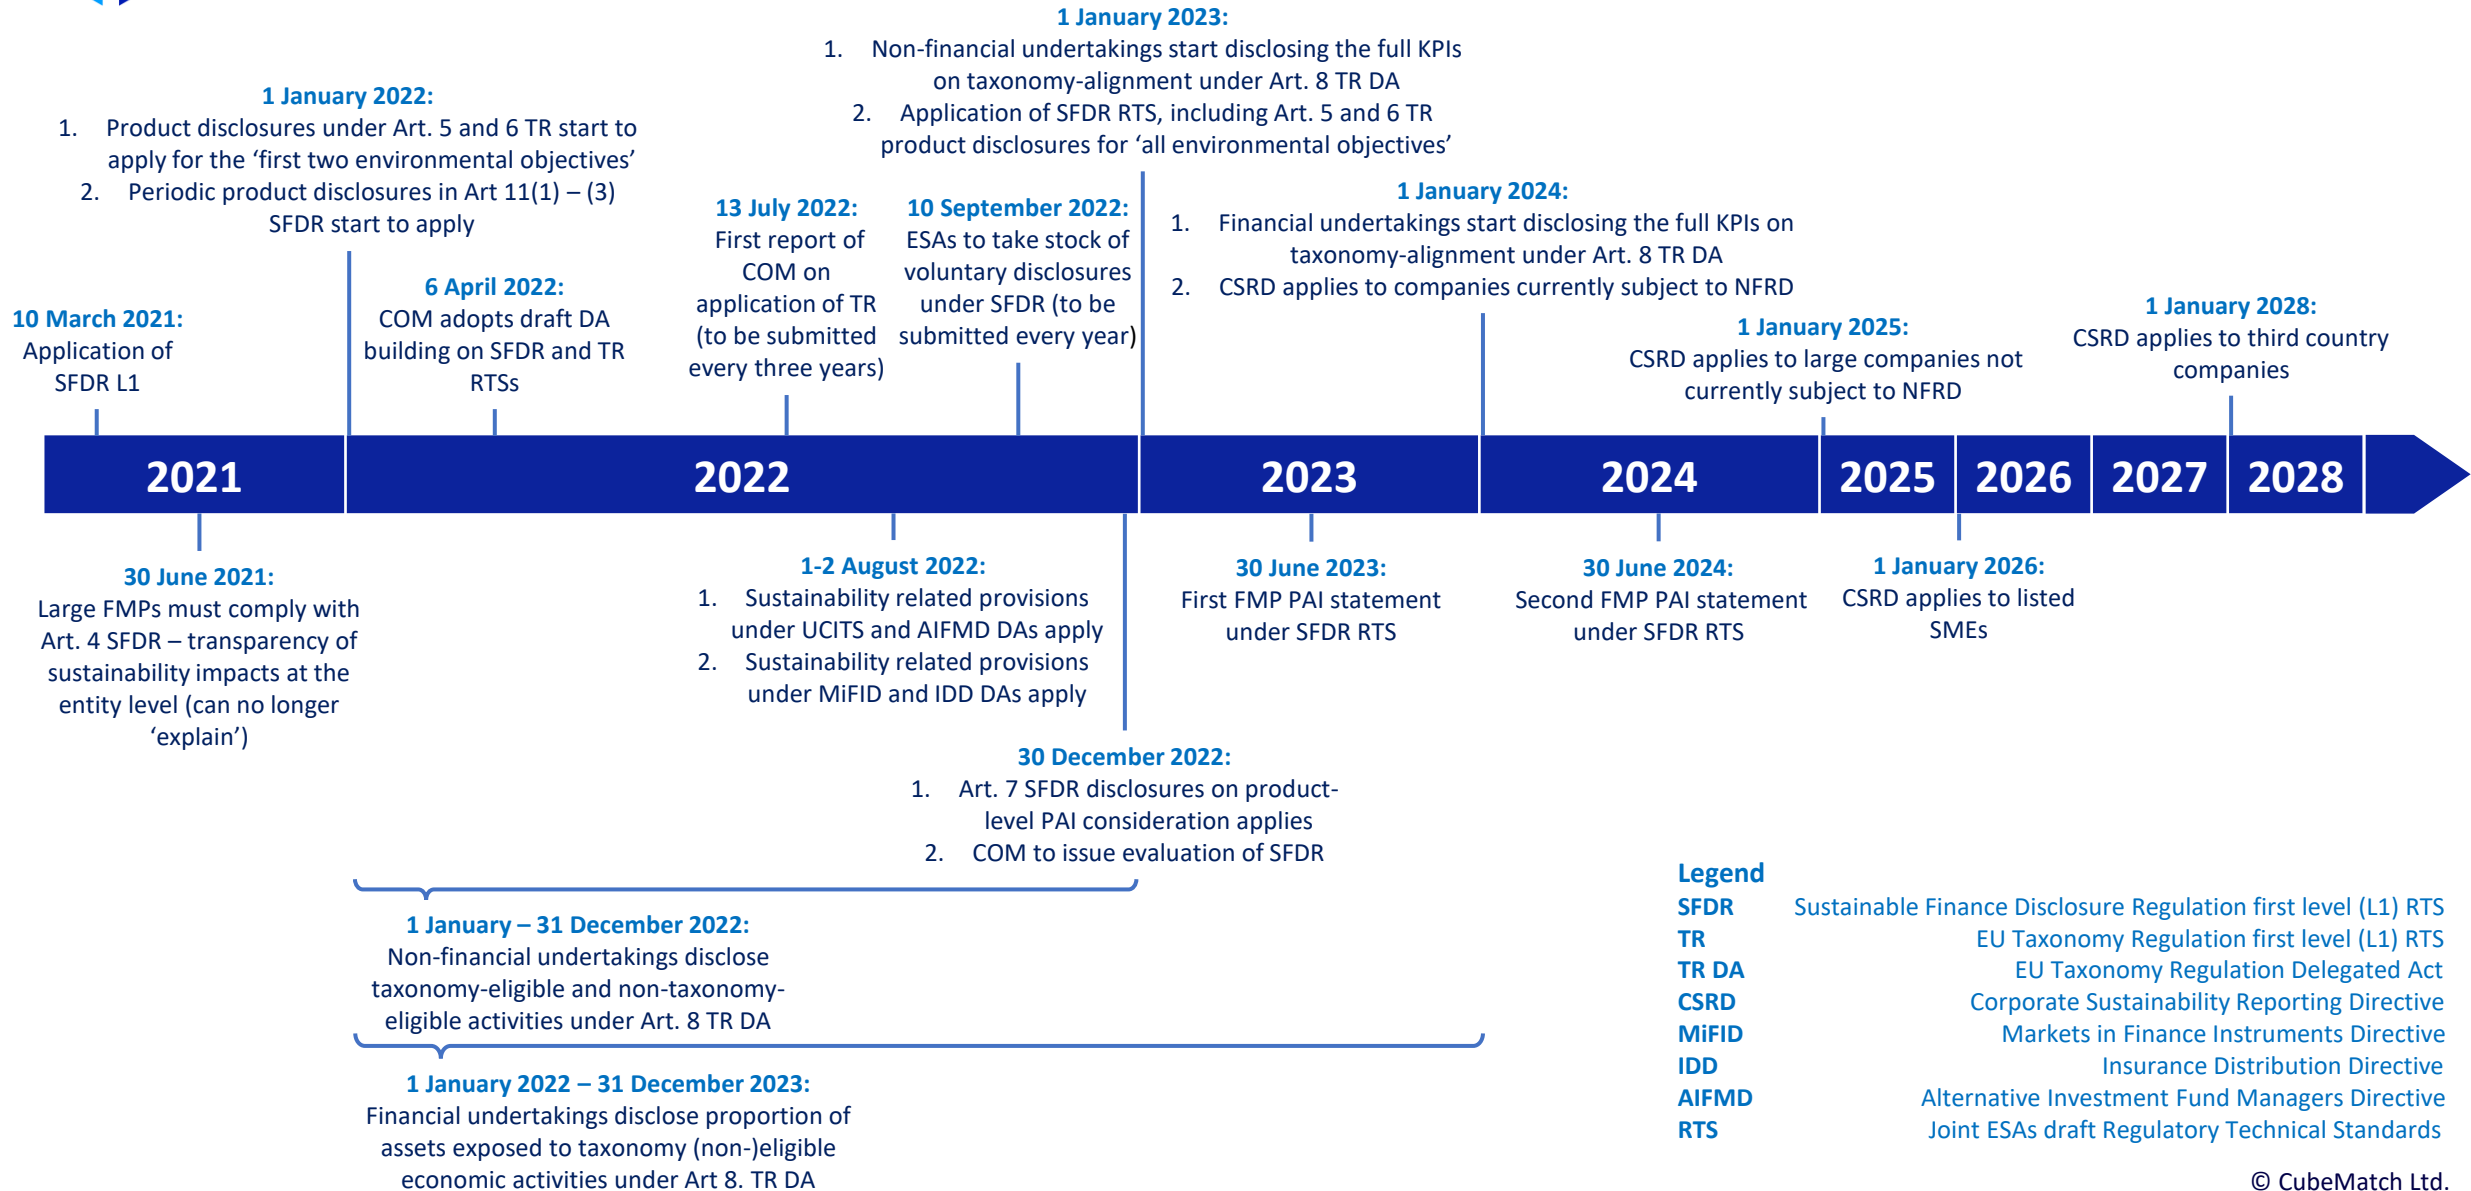 1 January 2023:
1. Non-financial undertakings start disclosing the full KPIs
on taxonomy-alignment under Art. 8 TR DA
2. Application of SFDR RTS, including Art. 5 and 6 TR
product disclosures for ‘all environmental objectives’
1 January 2022:
1. Product disclosures under Art. 5 and 6 TR start to
apply for the ‘first two environmental objectives’
2. Periodic product disclosures in Art 11(1) – (3)
SFDR start to apply
13 July 2022:
First report of
COM on
application of TR
(to be submitted
every three years)
10 September 2022:
ESAs to take stock of
voluntary disclosures
under SFDR (to be
submitted every year)
1 January 2024:
1. Financial undertakings start disclosing the full KPIs on
taxonomy-alignment under Art. 8 TR DA
2. CSRD applies to companies currently subject to NFRD
10 March 2021:
Application of
SFDR L1
6 April 2022:
COM adopts draft DA
building on SFDR and TR
RTSs
1 January 2025:
CSRD applies to large companies not
currently subject to NFRD
1 January 2028:
CSRD applies to third country
companies
2021
2022
2023
2024
2025
2026
2027
2028
30 June 2021:
Large FMPs must comply with
Art. 4 SFDR – transparency of
sustainability impacts at the
entity level (can no longer
‘explain’)
1-2 August 2022:
1. Sustainability related provisions
under UCITS and AIFMD DAs apply
2. Sustainability related provisions
under MiFID and IDD DAs apply
30 June 2023:
First FMP PAI statement
under SFDR RTS
30 June 2024:
Second FMP PAI statement
under SFDR RTS
1 January 2026:
CSRD applies to listed
SMEs
30 December 2022:
1. Art. 7 SFDR disclosures on product-
level PAI consideration applies
2. COM to issue evaluation of SFDR
1 January – 31 December 2022:
Non-financial undertakings disclose
taxonomy-eligible and non-taxonomy-
eligible activities under Art. 8 TR DA
1 January 2022 – 31 December 2023:
Financial undertakings disclose proportion of
assets exposed to taxonomy (non-)eligible
economic activities under Art 8. TR DA
Legend
SFDR Sustainable Finance Disclosure Regulation first level (L1) RTS
TR EU Taxonomy Regulation first level (L1) RTS
TR DA EU Taxonomy Regulation Delegated Act
CSRD Corporate Sustainability Reporting Directive
MiFID Markets in Finance Instruments Directive
IDD Insurance Distribution Directive
AIFMD Alternative Investment Fund Managers Directive
RTS Joint ESAs draft Regulatory Technical Standards
© CubeMatch Ltd.